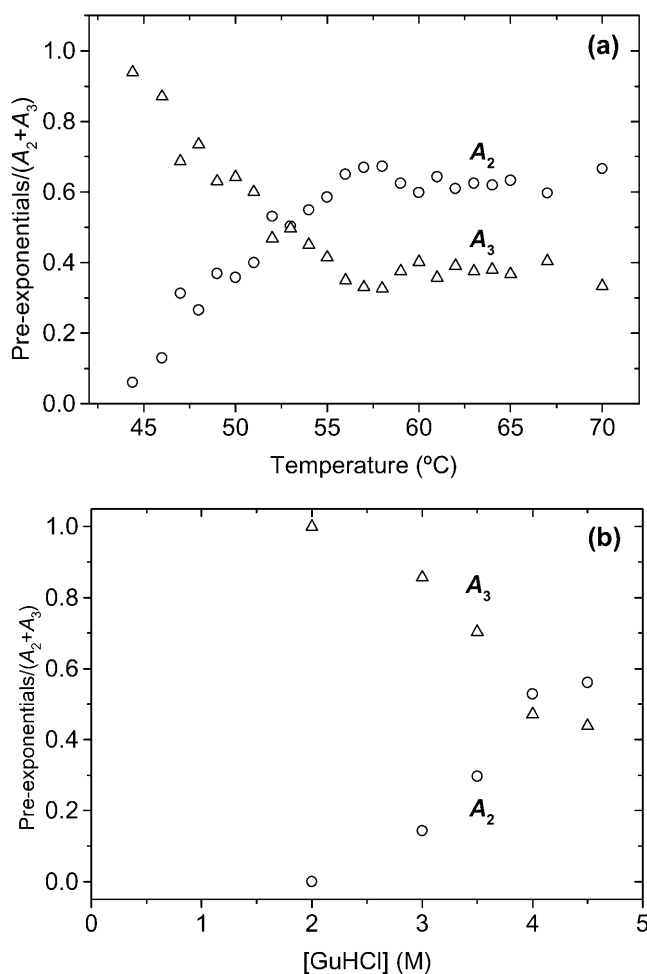 (a)
Pre-exponentials/(A2+A3)
1.0
0.8
0.6
0.4
0.2
0.0
A2
A3
45 50 55 60 65 70
Temperature (ºC)
(b)
Pre-exponentials/(A2+A3)
1.0
0.8
0.6
0.4
0.2
0.0
A3
A2
0 1 2 3 4 5
[GuHCl] (M)